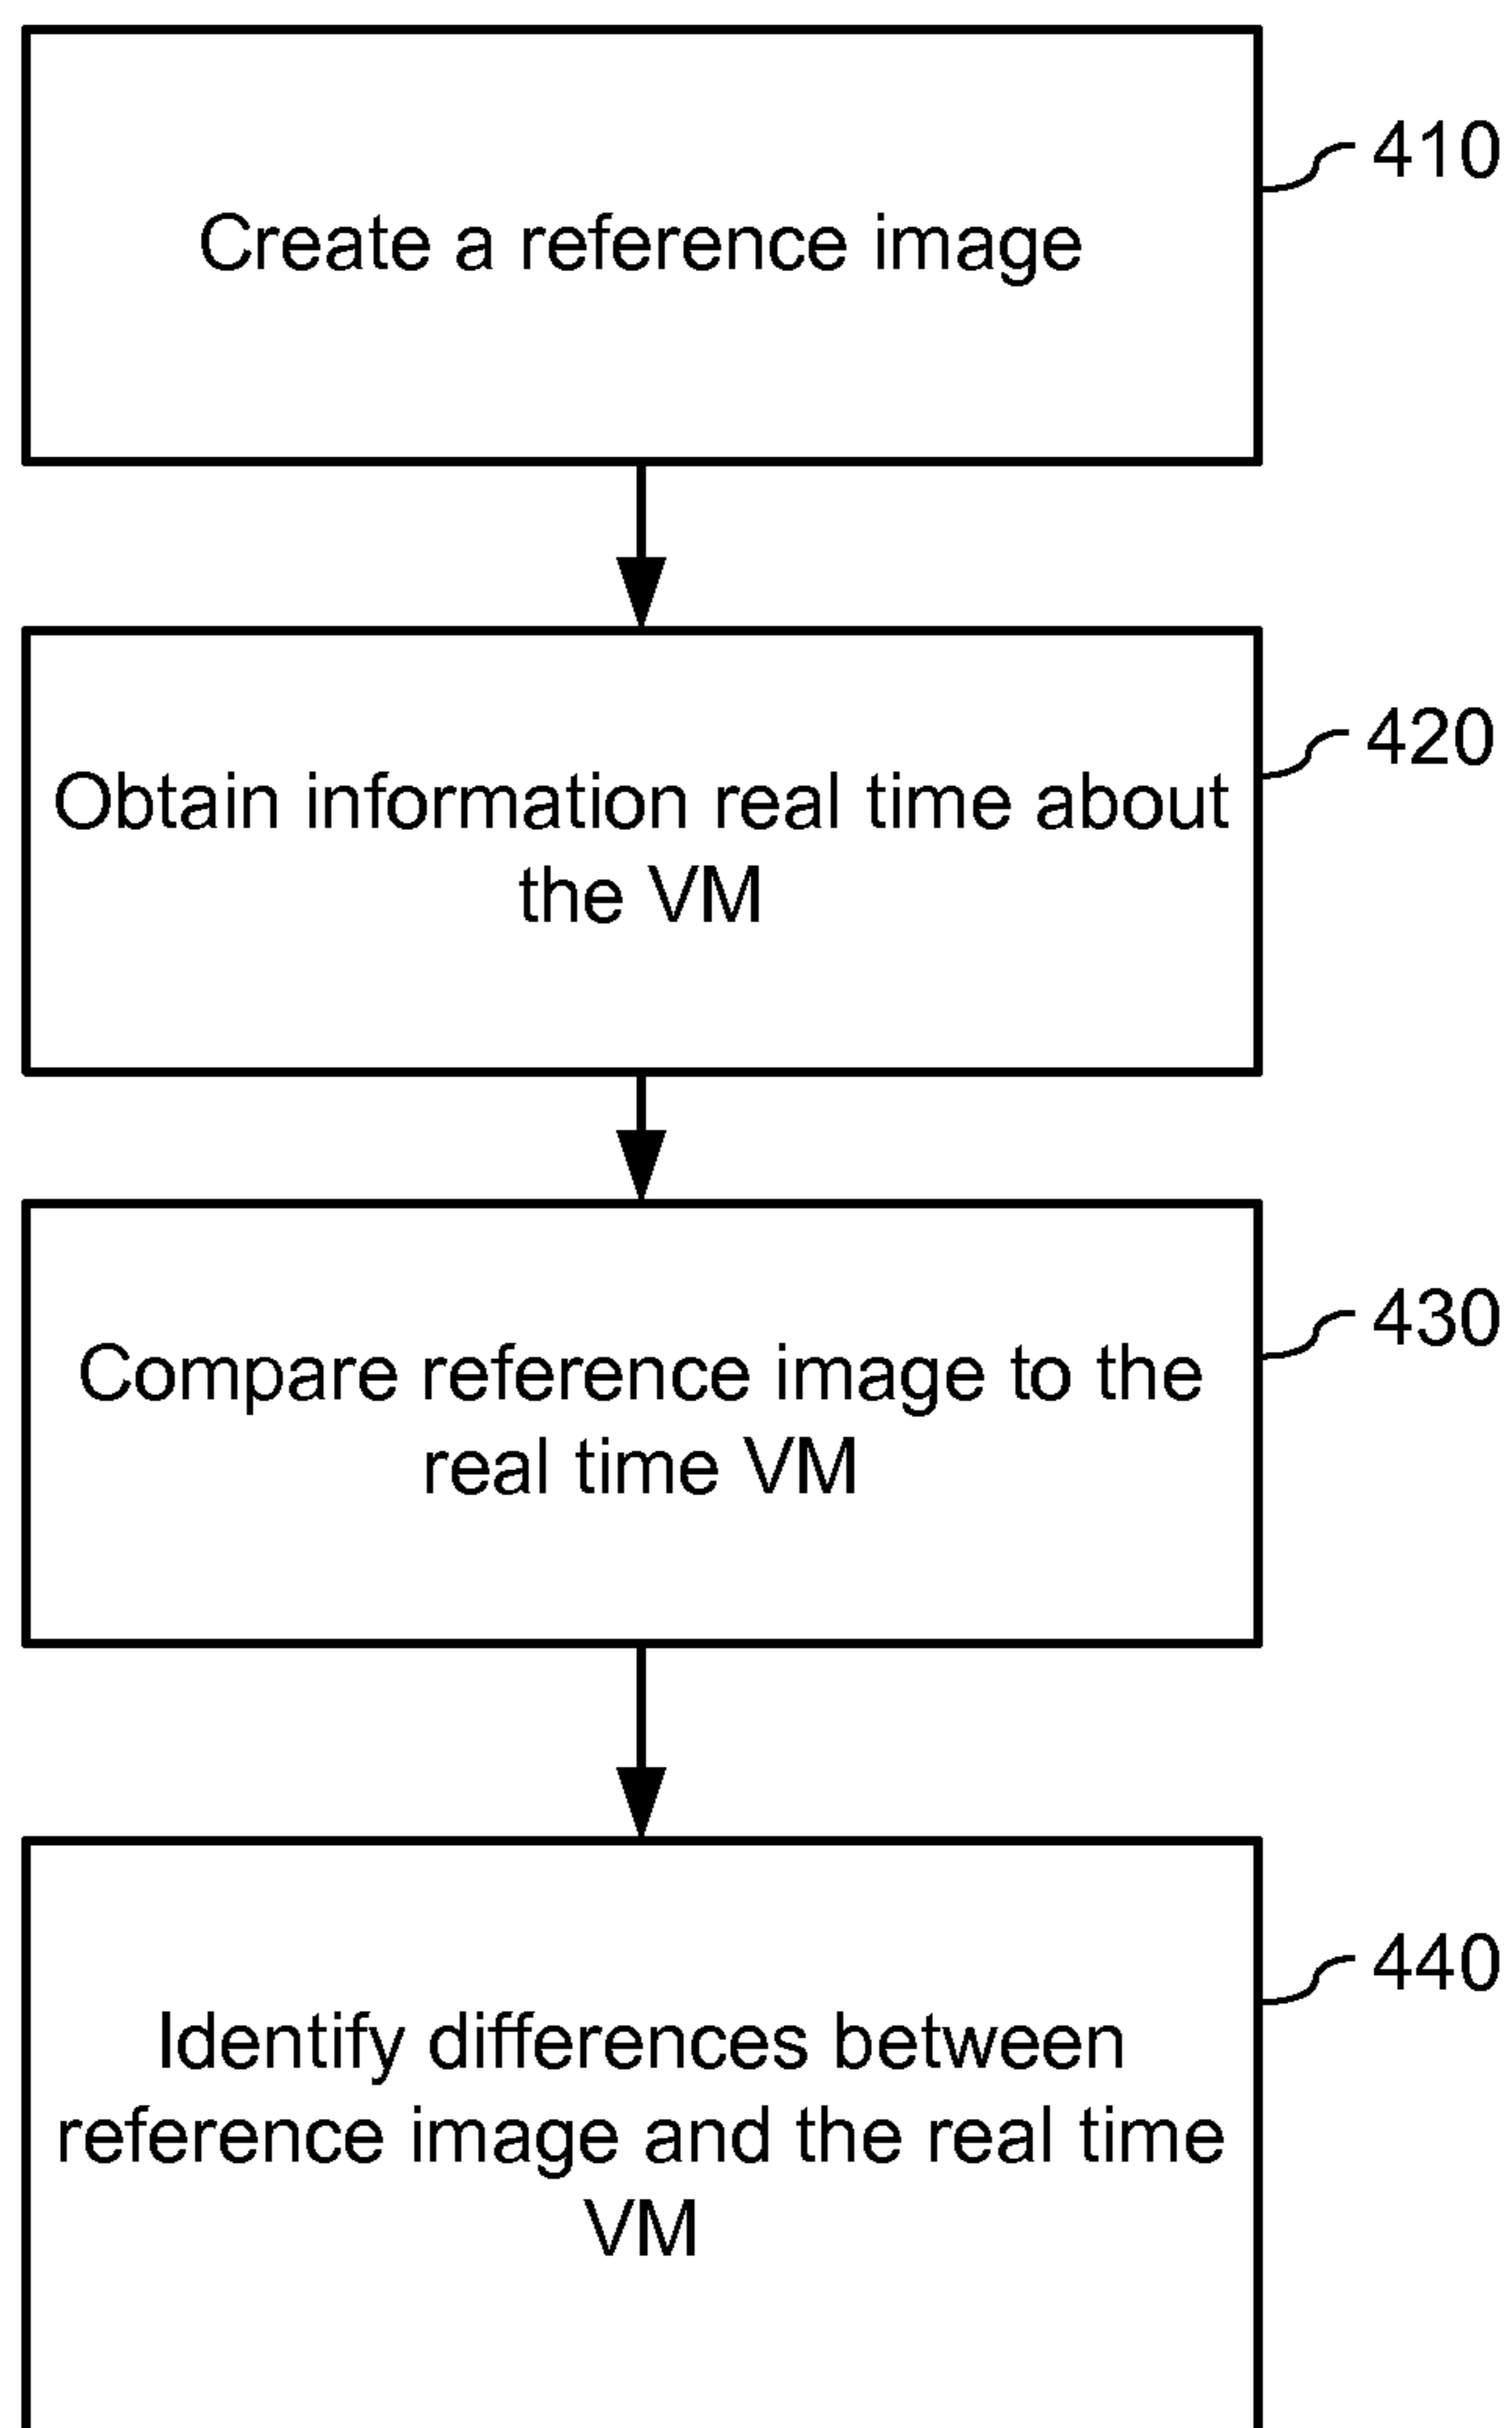 Create a reference image
410
Obtain information real time about
the VM
420
Compare reference image to the
real time VM
430
Identify differences between
reference image and the real time
VM
440